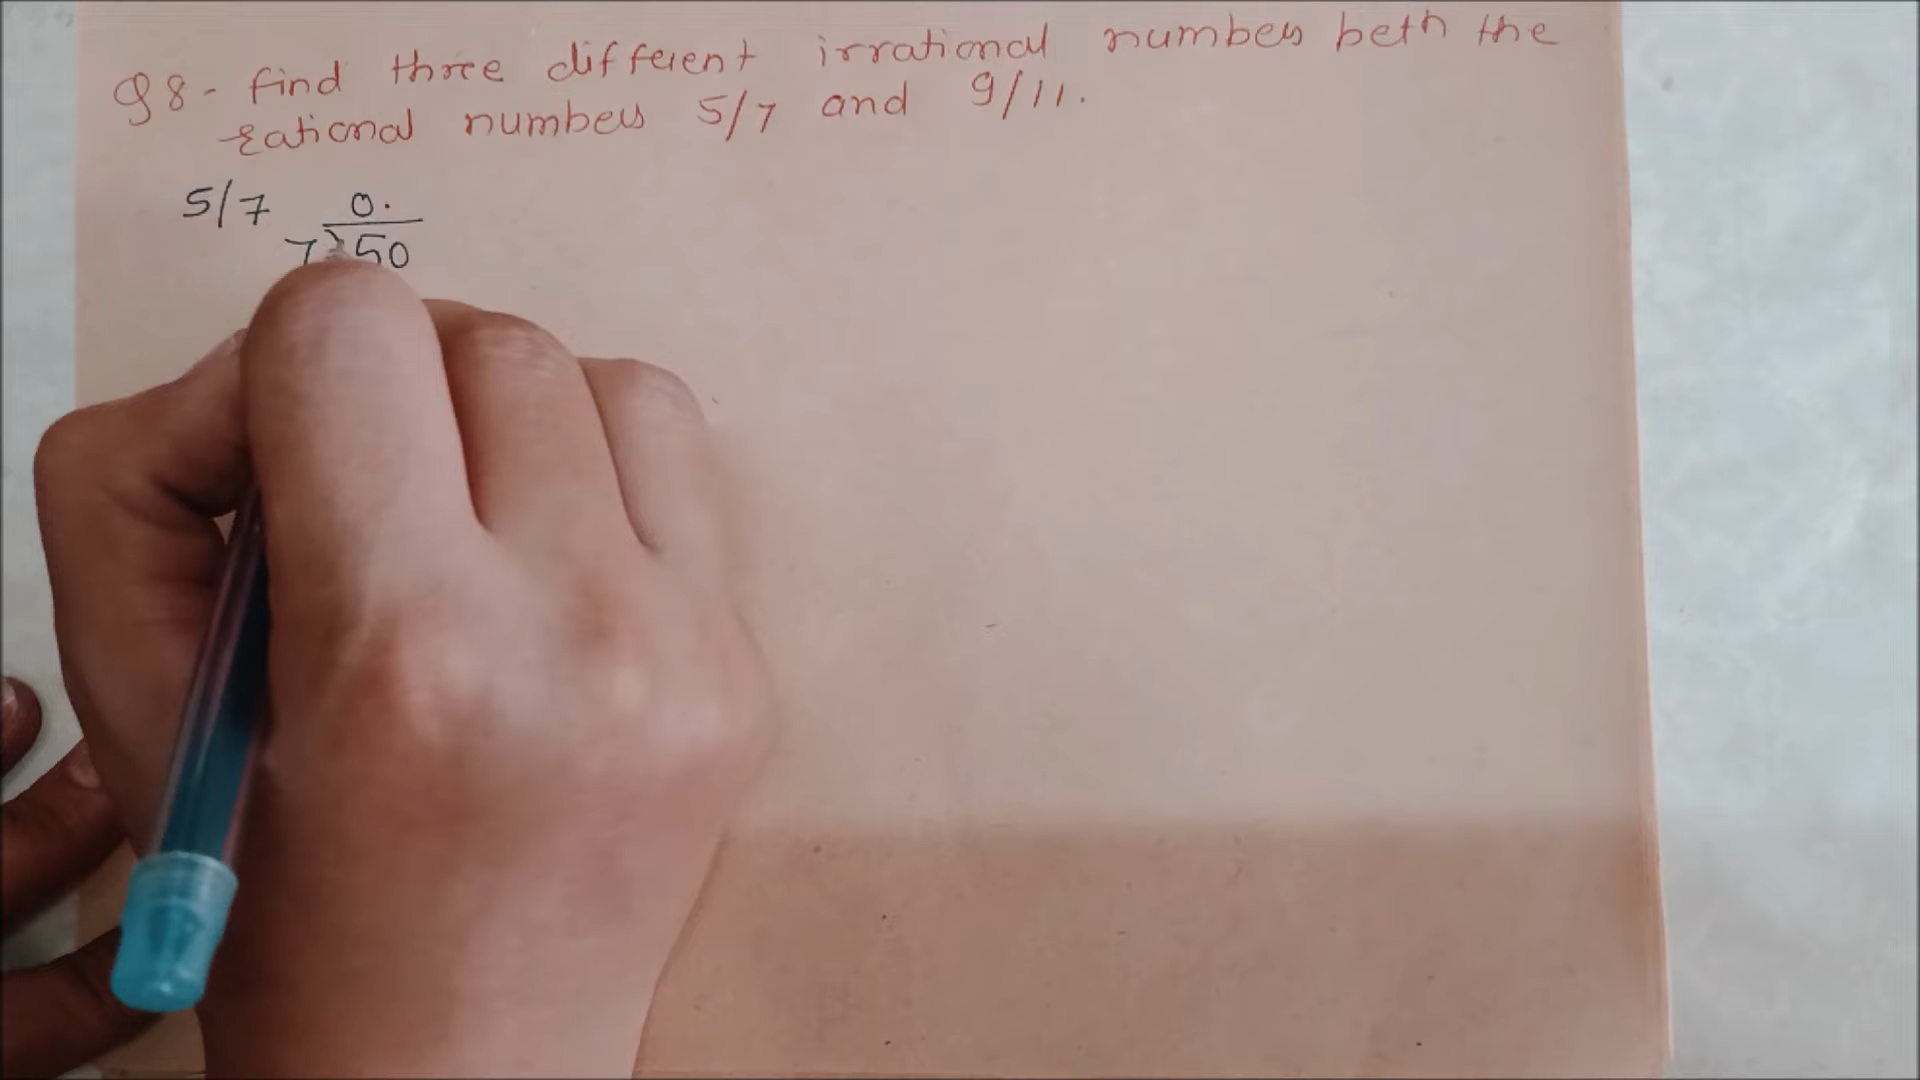 Q8- find three different irrational numbers betn the
rational numbers 5/7 and 9/11.
5/7 0.
7)50